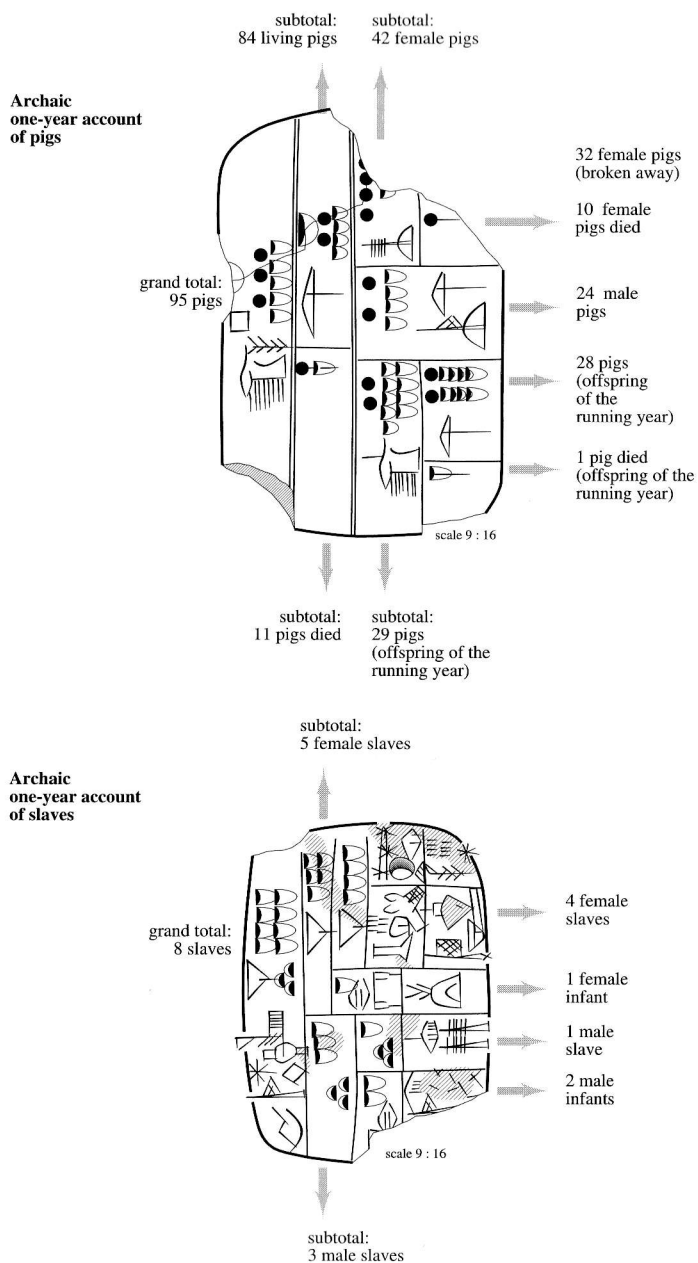 subtotal:
84 living pigs
subtotal:
42 female pigs
Archaic
one-year account
of pigs
32 female pigs
(broken away)
10 female
pigs died
grand total:
95 pigs
24 male
pigs
28 pigs
(offspring
of the
running year)
1 pig died
(offspring of the
running year)
scale 9 : 16
subtotal:
11 pigs died
subtotal:
29 pigs
(offspring of the
running year)
subtotal:
5 female slaves
Archaic
one-year account
of slaves
grand total:
8 slaves
4 female
slaves
1 female
infant
1 male
slave
2 male
infants
scale 9 : 16
subtotal:
3 male slaves